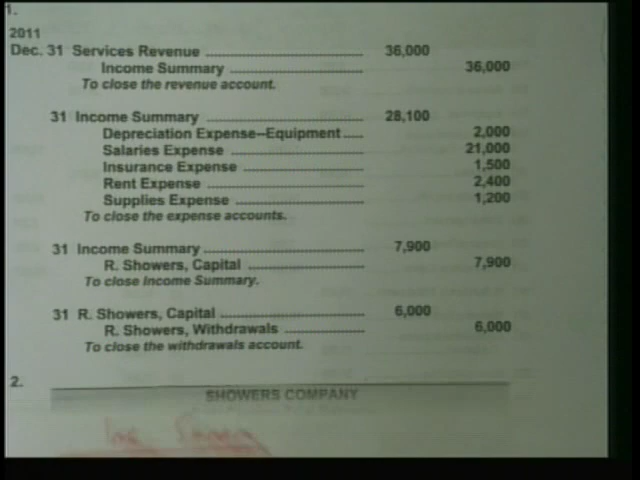 1.
2011
Dec. 31 Services Revenue ........................................ 36,000
Income Summary .................................. 36,000
To close the revenue account.
31 Income Summary ........................................ 28,100
Depreciation Expense--Equipment ..... 2,000
Salaries Expense .................................. 21,000
Insurance Expense .............................. 1,500
Rent Expense ........................................ 2,400
Supplies Expense ................................ 1,200
To close the expense accounts.
31 Income Summary ........................................ 7,900
R. Showers, Capital .............................. 7,900
To close Income Summary.
31 R. Showers, Capital .................................... 6,000
R. Showers, Withdrawals .................... 6,000
To close the withdrawals account.
2.
SHOWERS COMPANY